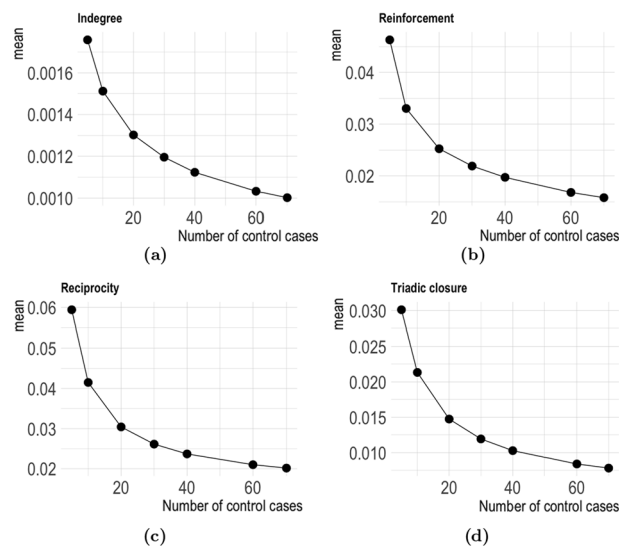 Indegree
mean
0.0016
0.0014
0.0012
0.0010
20 40 60
Number of control cases
(a)
Reinforcement
mean
0.04
0.03
0.02
20 40 60
Number of control cases
(b)
Reciprocity
mean
0.06
0.05
0.04
0.03
0.02
20 40 60
Number of control cases
(c)
Triadic closure
mean
0.030
0.025
0.020
0.015
0.010
20 40 60
Number of control cases
(d)